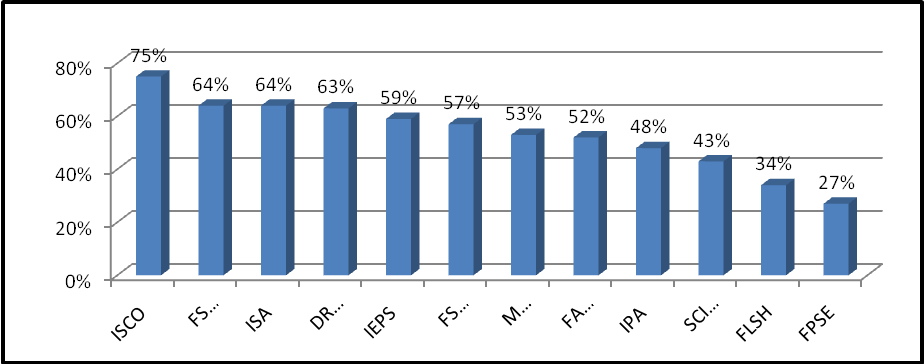 75%
64%
64%
63%
59%
57%
53%
52%
48%
43%
34%
27%
80%
60%
40%
20%
0%
ISCO
FS...
ISA
DR...
IEPS
FS...
M...
FA...
IPA
SCI...
FLSH
FPSE